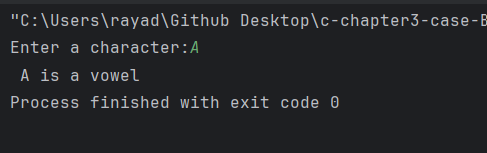 "C:\Users\rayad\Github Desktop\c-chapter3-case-B
Enter a character:A
 A is a vowel
Process finished with exit code 0